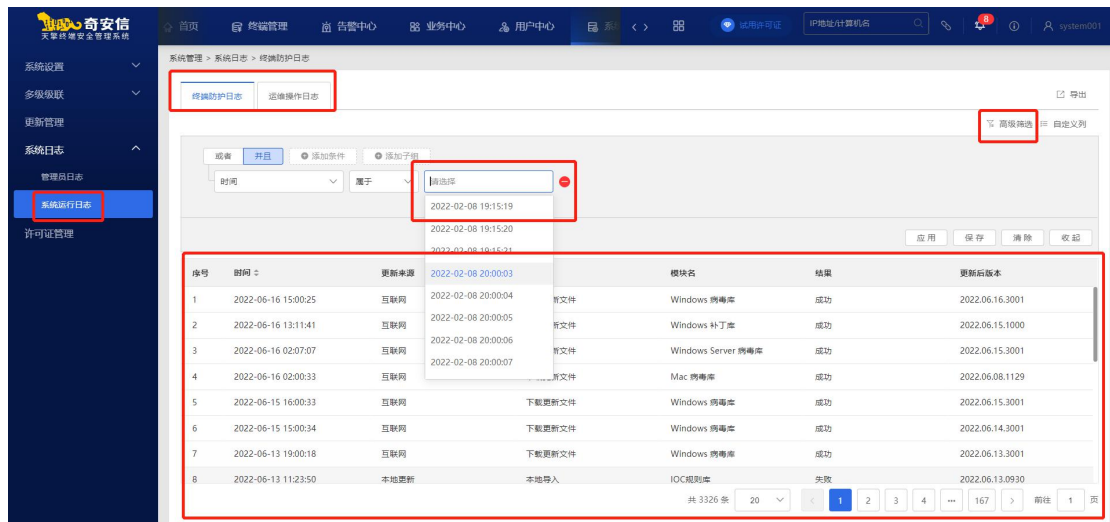 奇安信
天擎终端安全管理系统
首页 终端管理 告警中心 业务中心 用户中心 系 试用许可证 IP地址/计算机名 8 system001
系统管理 > 系统日志 > 终端防护日志
系统设置
多级级联
更新管理
系统日志
管理员日志
系统运行日志
许可证管理
终端防护日志 运维操作日志 导出
高级筛选 自定义列
或者 并且 添加条件 添加子组
时间 属于 请选择
2022-02-08 19:15:19
2022-02-08 19:15:20
2022-02-08 19:15:21
2022-02-08 20:00:03
2022-02-08 20:00:04
2022-02-08 20:00:05
2022-02-08 20:00:06
2022-02-08 20:00:07
应用 保存 清除 收起
序号 时间 更新来源 模块名 结果 更新后版本
1 2022-06-16 15:00:25 互联网 新文件 Windows 病毒库 成功 2022.06.16.3001
2 2022-06-16 13:11:41 互联网 新文件 Windows 补丁库 成功 2022.06.15.1000
3 2022-06-16 02:07:07 互联网 新文件 Windows Server 病毒库 成功 2022.06.15.3001
4 2022-06-16 02:00:33 互联网 新文件 Mac 病毒库 成功 2022.06.08.1129
5 2022-06-15 16:00:33 互联网 下载更新文件 Windows 病毒库 成功 2022.06.15.3001
6 2022-06-15 15:00:34 互联网 下载更新文件 Windows 病毒库 成功 2022.06.14.3001
7 2022-06-13 19:00:18 互联网 下载更新文件 Windows 病毒库 成功 2022.06.13.3001
8 2022-06-13 11:23:50 本地更新 本地导入 IOC规则库 失败 2022.06.13.0930
共 3326 条 20 < 1 2 3 4 ••• 167 > 前往 1 页